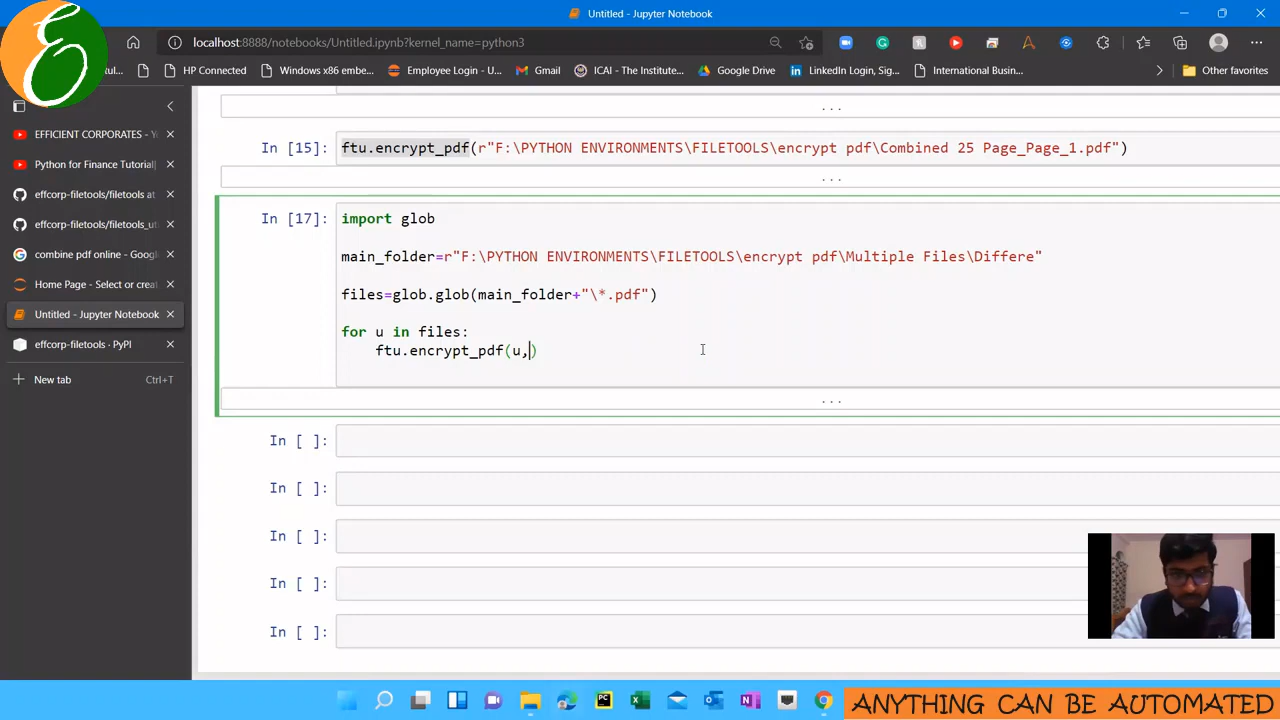 Untitled - Jupyter Notebook
localhost:8888/notebooks/Untitled.ipynb?kernel_name=python3
tul...
HP Connected
Windows x86 embe...
Employee Login - U...
Gmail
ICAI - The Institute...
Google Drive
LinkedIn Login, Sig...
International Busin...
Other favorites
EFFICIENT CORPORATES - Y
Python for Finance Tutorial
effcorp-filetools/filetools at
effcorp-filetools/filetools_ut
combine pdf online - Goog
Home Page - Select or crea
Untitled - Jupyter Notebook
effcorp-filetools · PyPI
New tab Ctrl+T
...
In [15]: ftu.encrypt_pdf(r"F:\PYTHON ENVIRONMENTS\FILETOOLS\encrypt pdf\Combined 25 Page_Page_1.pdf")
...
In [17]: import glob
main_folder=r"F:\PYTHON ENVIRONMENTS\FILETOOLS\encrypt pdf\Multiple Files\Differe"
files=glob.glob(main_folder+"\*.pdf")
for u in files:
ftu.encrypt_pdf(u,)
...
In [ ]:
In [ ]:
In [ ]:
In [ ]:
In [ ]:
ANYTHING CAN BE AUTOMATED